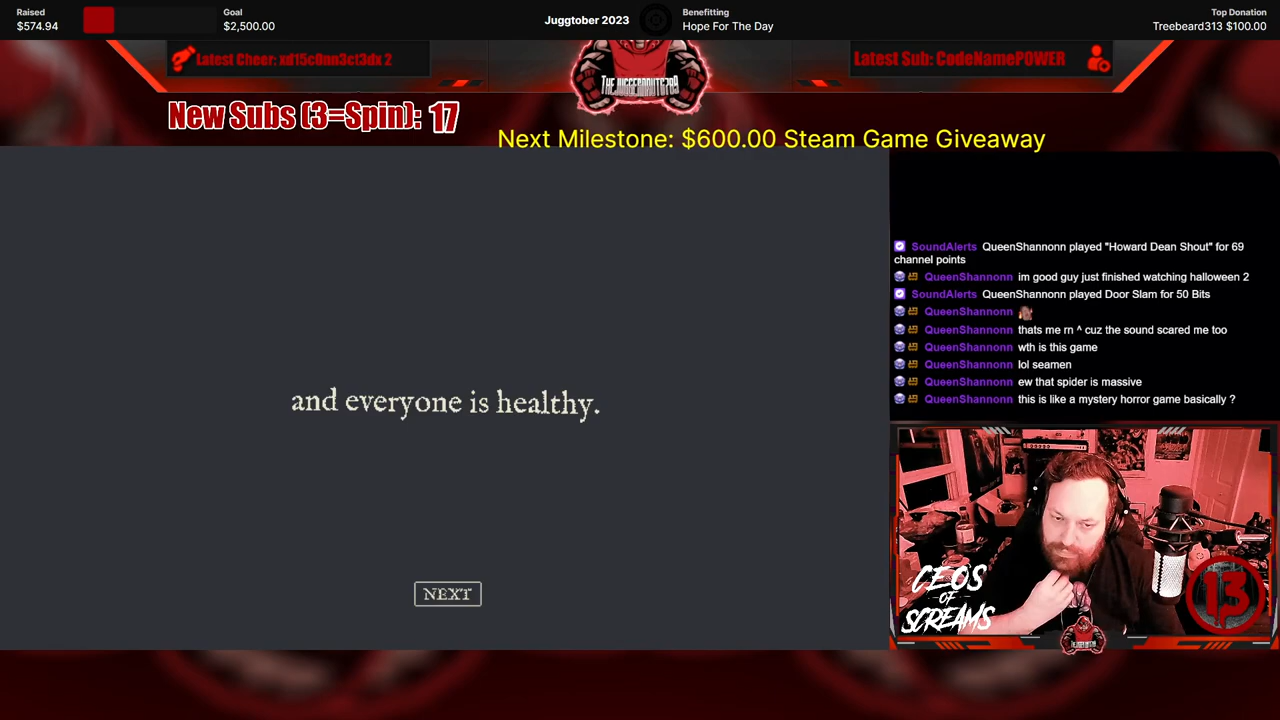 Raised
$574.94
Goal
$2,500.00
Juggtober 2023
Benefitting
Hope For The Day
Top Donation
Treebeard313 $100.00
Latest Cheer: xd15c0nn3ct3dx 2
THEJUGGERNAUT6789
Latest Sub: CodeNamePOWER
New Subs (3=Spin): 17
Next Milestone: $600.00 Steam Game Giveaway
and everyone is healthy.
NEXT
SoundAlerts QueenShannonn played "Howard Dean Shout" for 69
channel points
QueenShannonn im good guy just finished watching halloween 2
SoundAlerts QueenShannonn played Door Slam for 50 Bits
QueenShannonn
QueenShannonn thats me rn ^ cuz the sound scared me too
QueenShannonn wth is this game
QueenShannonn lol seamen
QueenShannonn ew that spider is massive
QueenShannonn this is like a mystery horror game basically ?
CEOS
OF
SCREAMS
13